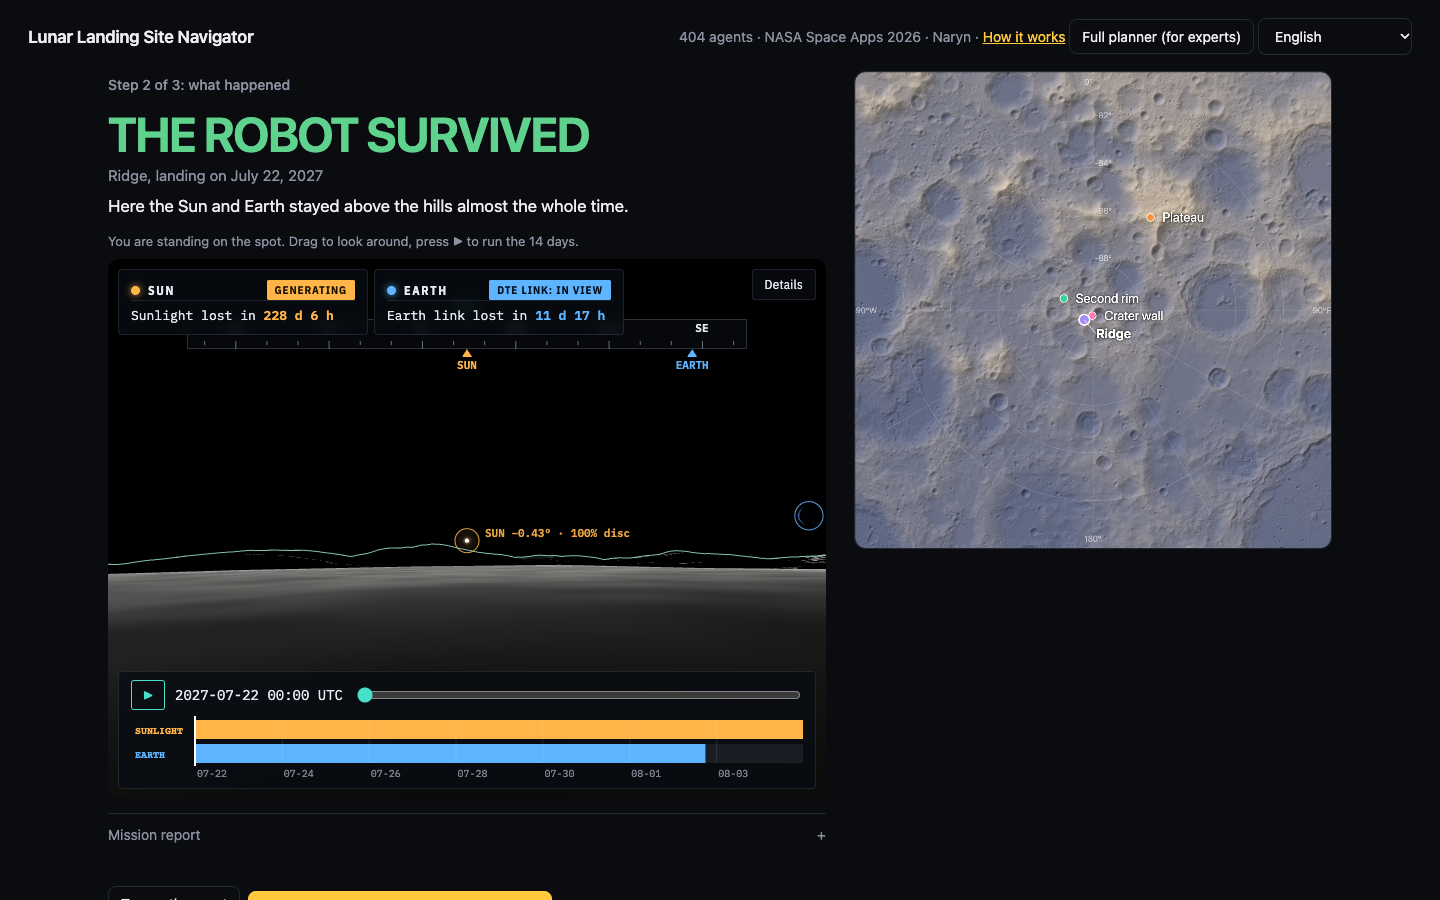 Lunar Landing Site Navigator
404 agents · NASA Space Apps 2026 · Naryn · How it works
Full planner (for experts)
English
Step 2 of 3: what happened
THE ROBOT SURVIVED
Ridge, landing on July 22, 2027
Here the Sun and Earth stayed above the hills almost the whole time.
You are standing on the spot. Drag to look around, press ▶ to run the 14 days.
SUN GENERATING
Sunlight lost in 228 d 6 h
EARTH DTE LINK: IN VIEW
Earth link lost in 11 d 17 h
Details
SE
SUN
EARTH
SUN −0.43° · 100% disc
▶ 2027-07-22 00:00 UTC
SUNLIGHT
EARTH
07-22 07-24 07-26 07-28 07-30 08-01 08-03
Mission report +
0°
-82°
-84°
-86°
Plateau
-88°
Second rim
90°W
Crater wall
90°E
Ridge
180°